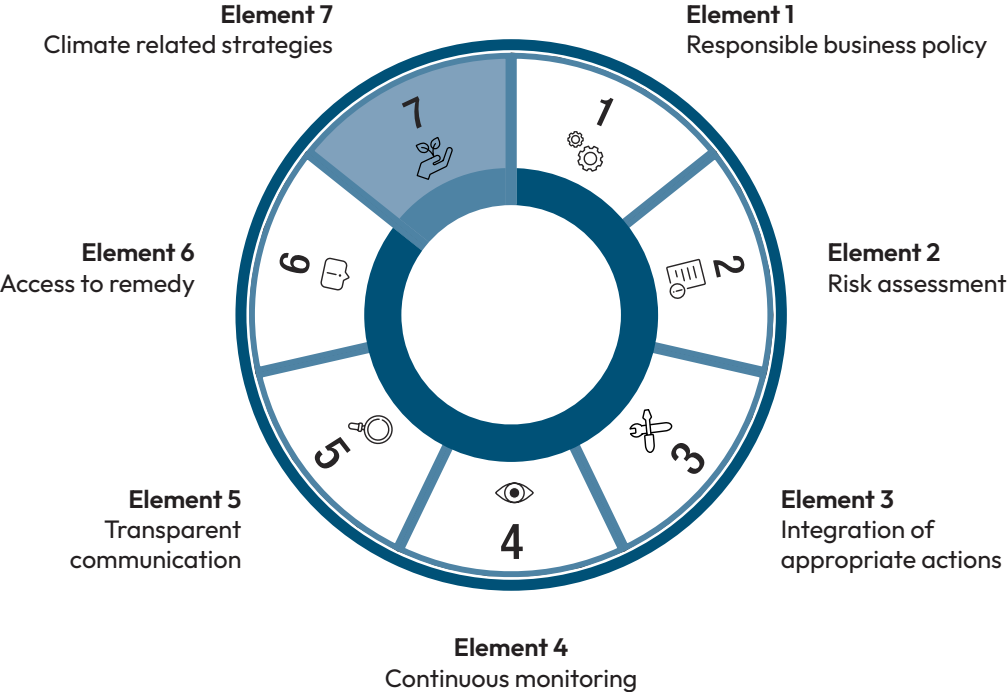 Element 7
Climate related strategies
Element 1
Responsible business policy
7
1
Element 6
Access to remedy
6
2
Element 2
Risk assessment
5
3
Element 5
Transparent
communication
4
Element 3
Integration of
appropriate actions
Element 4
Continuous monitoring